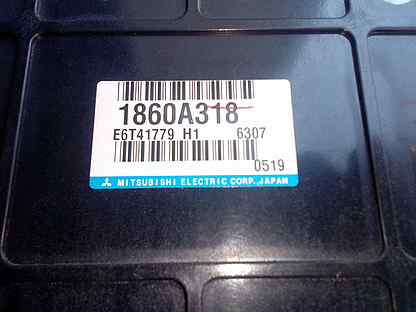 1860A318
E6T41779 H1 6307
0519
MITSUBISHI ELECTRIC CORP., JAPAN